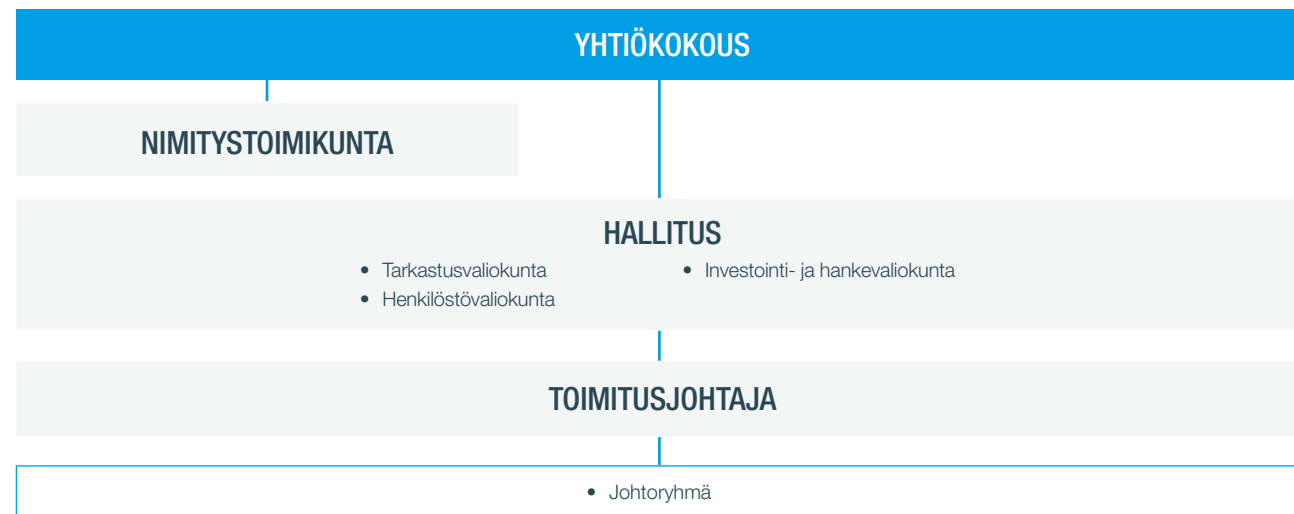 YHTIÖKOKOUS
NIMITYSTOIMIKUNTA
HALLITUS
• Tarkastusvaliokunta
• Henkilöstövaliokunta
• Investointi- ja hankevaliokunta
TOIMITUSJOHTAJA
• Johtoryhmä